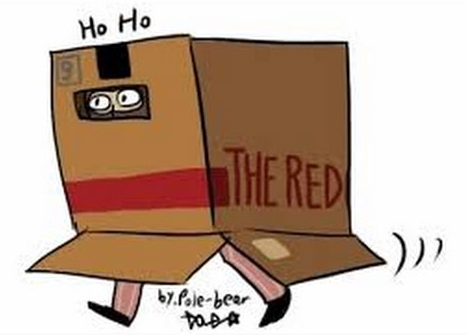 Ho Ho
9
THE RED
by.Pole-bear